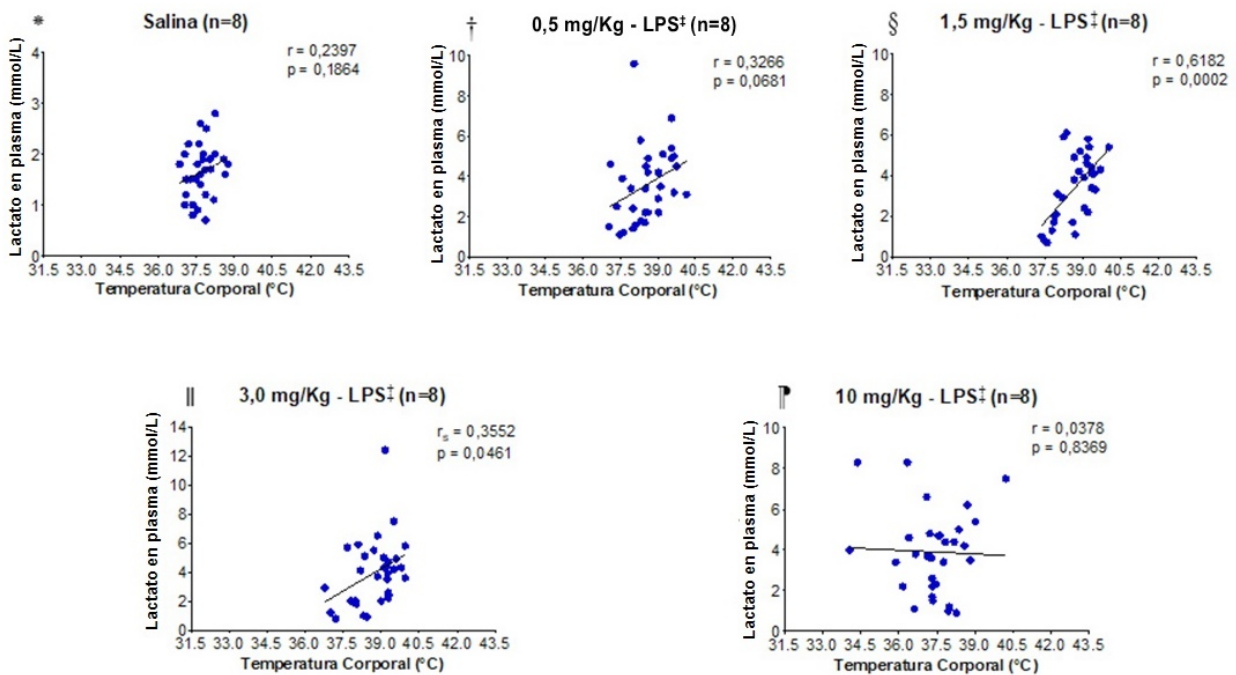 * Salina (n=8)
r = 0,2397
p = 0,1864
Lactato en plasma (mmol/L)
4
3
2
1
0
31.5 33.0 34.5 36.0 37.5 39.0 40.5 42.0 43.5
Temperatura Corporal (°C)
† 0,5 mg/Kg - LPS‡ (n=8)
r = 0,3266
p = 0,0681
Lactato en plasma (mmol/L)
10
8
6
4
2
0
31.5 33.0 34.5 36.0 37.5 39.0 40.5 42.0 43.5
Temperatura Corporal (°C)
§ 1,5 mg/Kg - LPS‡ (n=8)
r = 0,6182
p = 0,0002
Lactato en plasma (mmol/L)
10
8
6
4
2
0
31.5 33.0 34.5 36.0 37.5 39.0 40.5 42.0 43.5
Temperatura Corporal (°C)
|| 3,0 mg/Kg - LPS‡ (n=8)
rₛ = 0,3552
p = 0,0461
Lactato en plasma (mmol/L)
14
12
10
8
6
4
2
0
31.5 33.0 34.5 36.0 37.5 39.0 40.5 42.0 43.5
Temperatura Corporal (°C)
¶ 10 mg/Kg - LPS‡ (n=8)
r = 0,0378
p = 0,8369
Lactato en plasma (mmol/L)
10
8
6
4
2
0
31.5 33.0 34.5 36.0 37.5 39.0 40.5 42.0 43.5
Temperatura Corporal (°C)